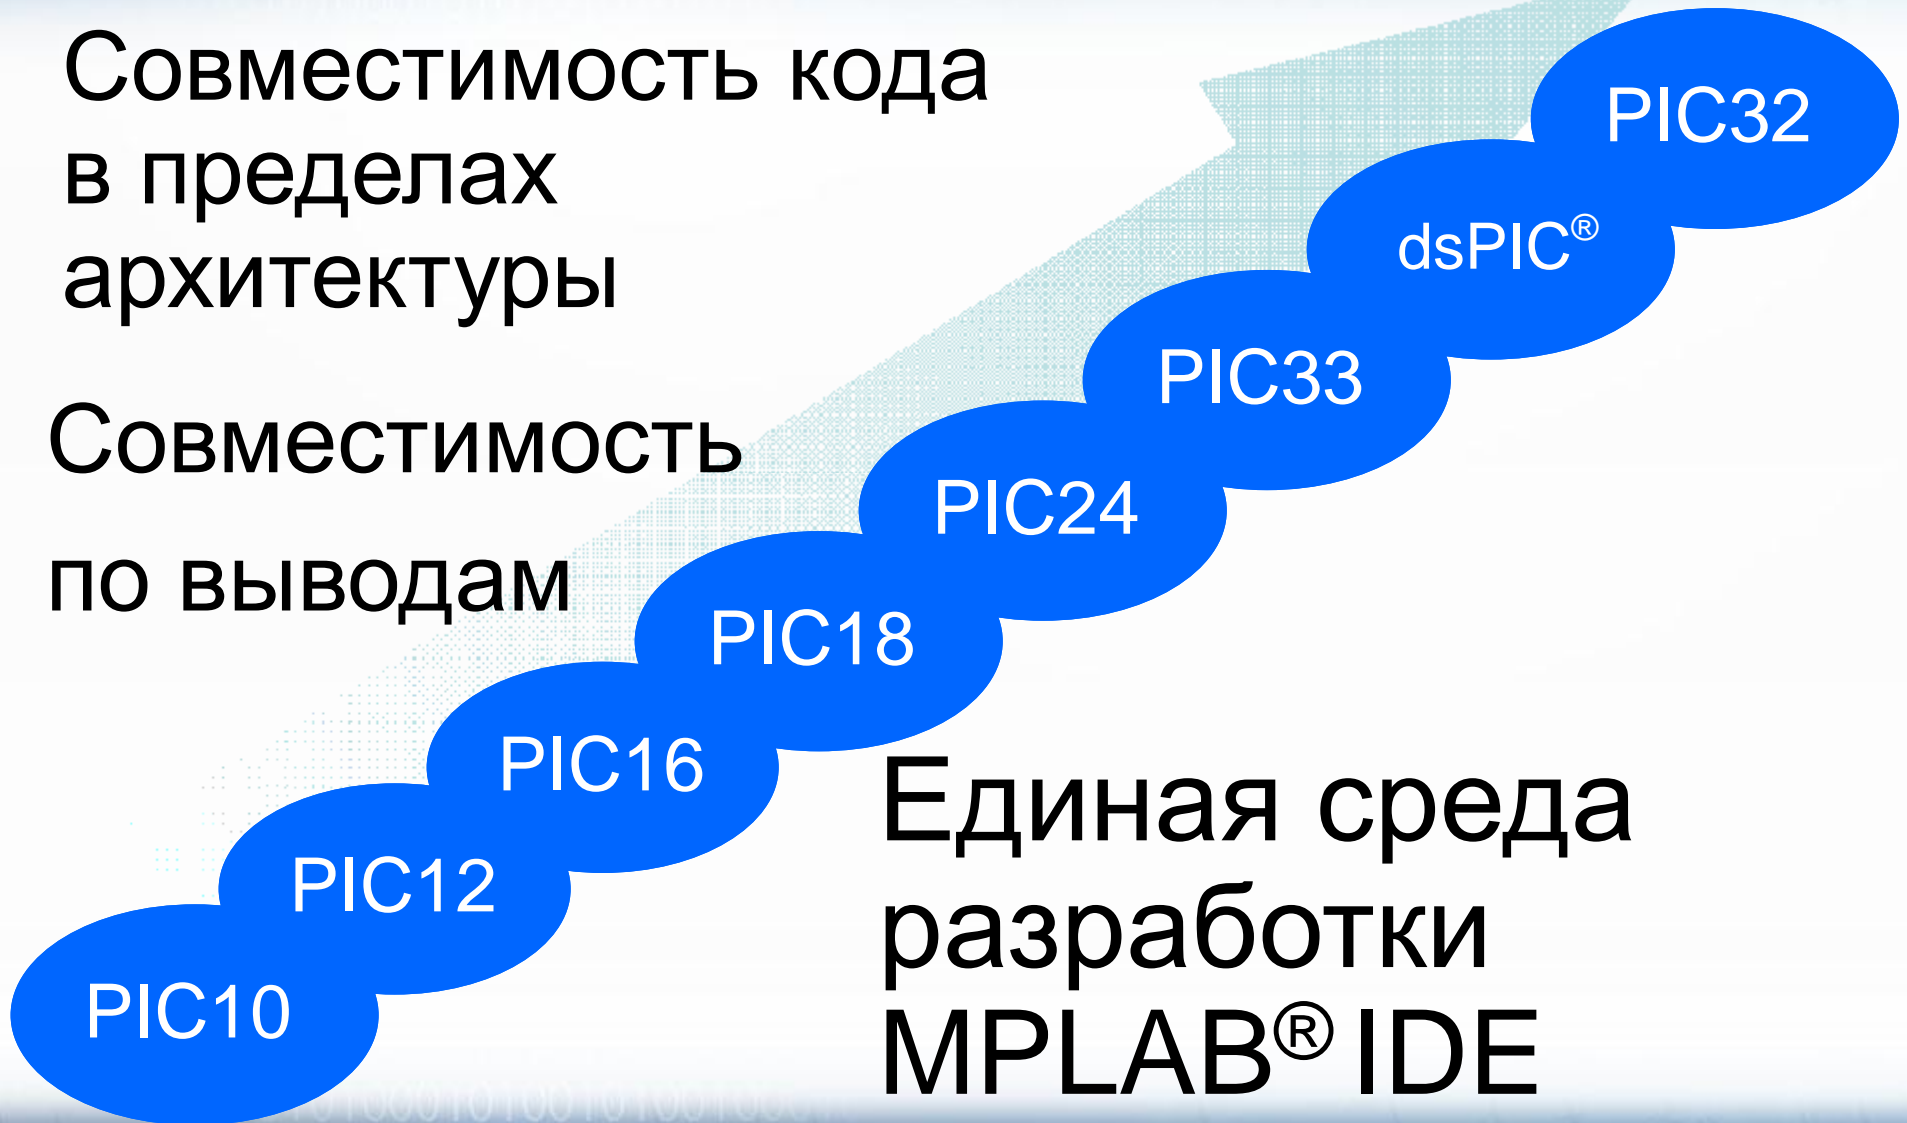 Совместимость кода
в пределах
архитектуры
Совместимость
по выводам
PIC32
dsPIC®
PIC33
PIC24
PIC18
PIC16
PIC12
PIC10
Единая среда
разработки
MPLAB® IDE